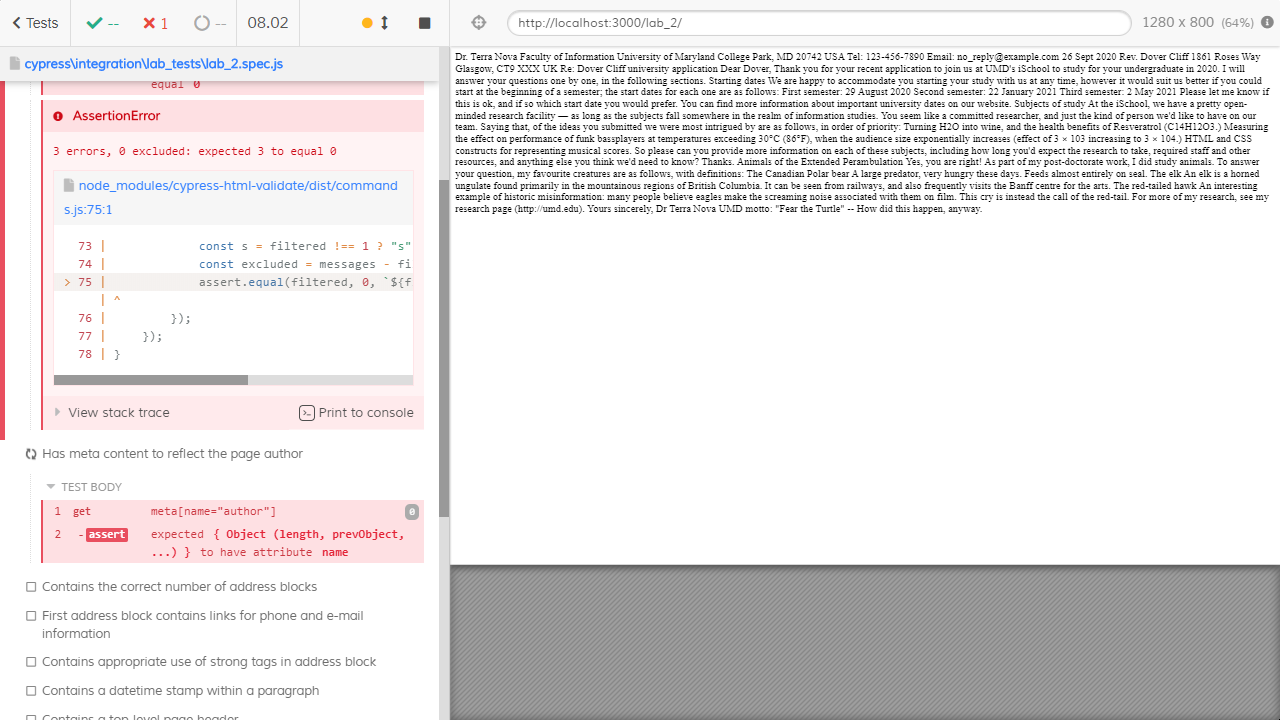 Tests
--
1
--
08.02
http://localhost:3000/lab_2/
1280 x 800 (64%)
cypress\integration\lab_tests\lab_2.spec.js
equal 0
AssertionError
3 errors, 0 excluded: expected 3 to equal 0
node_modules/cypress-html-validate/dist/command
s.js:75:1
73 | const s = filtered !== 1 ? "s"
74 | const excluded = messages - fi
> 75 | assert.equal(filtered, 0, `${f
| ^
76 | });
77 | });
78 | }
View stack trace
Print to console
Has meta content to reflect the page author
TEST BODY
1 get meta[name="author"] 0
2 -assert expected { Object (length, prevObject,
...) } to have attribute name
Contains the correct number of address blocks
First address block contains links for phone and e-mail
information
Contains appropriate use of strong tags in address block
Contains a datetime stamp within a paragraph
Contains a top-level page header
Dr. Terra Nova Faculty of Information University of Maryland College Park, MD 20742 USA Tel: 123-456-7890 Email: no_reply@example.com 26 Sept 2020 Rev. Dover Cliff 1861 Roses Way
Glasgow, CT9 XXX UK Re: Dover Cliff university application Dear Dover, Thank you for your recent application to join us at UMD's iSchool to study for your undergraduate in 2020. I will
answer your questions one by one, in the following sections. Starting dates We are happy to accommodate you starting your study with us at any time, however it would suit us better if you could
start at the beginning of a semester; the start dates for each one are as follows: First semester: 29 August 2020 Second semester: 22 January 2021 Third semester: 2 May 2021 Please let me know if
this is ok, and if so which start date you would prefer. You can find more information about important university dates on our website. Subjects of study At the iSchool, we have a pretty open-
minded research facility — as long as the subjects fall somewhere in the realm of information studies. You seem like a committed researcher, and just the kind of person we'd like to have on our
team. Saying that, of the ideas you submitted we were most intrigued by are as follows, in order of priority: Turning H2O into wine, and the health benefits of Resveratrol (C14H12O3.) Measuring
the effect on performance of funk bassplayers at temperatures exceeding 30°C (86°F), when the audience size exponentially increases (effect of 3 × 103 increasing to 3 × 104.) HTML and CSS
constructs for representing musical scores. So please can you provide more information on each of these subjects, including how long you'd expect the research to take, required staff and other
resources, and anything else you think we'd need to know? Thanks. Animals of the Extended Perambulation Yes, you are right! As part of my post-doctorate work, I did study animals. To answer
your question, my favourite creatures are as follows, with definitions: The Canadian Polar bear A large predator, very hungry these days. Feeds almost entirely on seal. The elk An elk is a horned
ungulate found primarily in the mountainous regions of British Columbia. It can be seen from railways, and also frequently visits the Banff centre for the arts. The red-tailed hawk An interesting
example of historic misinformation: many people believe eagles make the screaming noise associated with them on film. This cry is instead the call of the red-tail. For more of my research, see my
research page (http://umd.edu). Yours sincerely, Dr Terra Nova UMD motto: "Fear the Turtle" -- How did this happen, anyway.